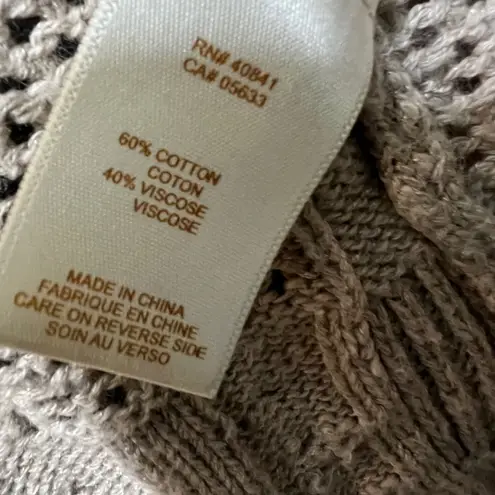 RN# 40841
CA# 05633
60% COTTON
COTON
40% VISCOSE
VISCOSE
MADE IN CHINA
FABRIQUE EN CHINE
CARE ON REVERSE SIDE
SOIN AU VERSO